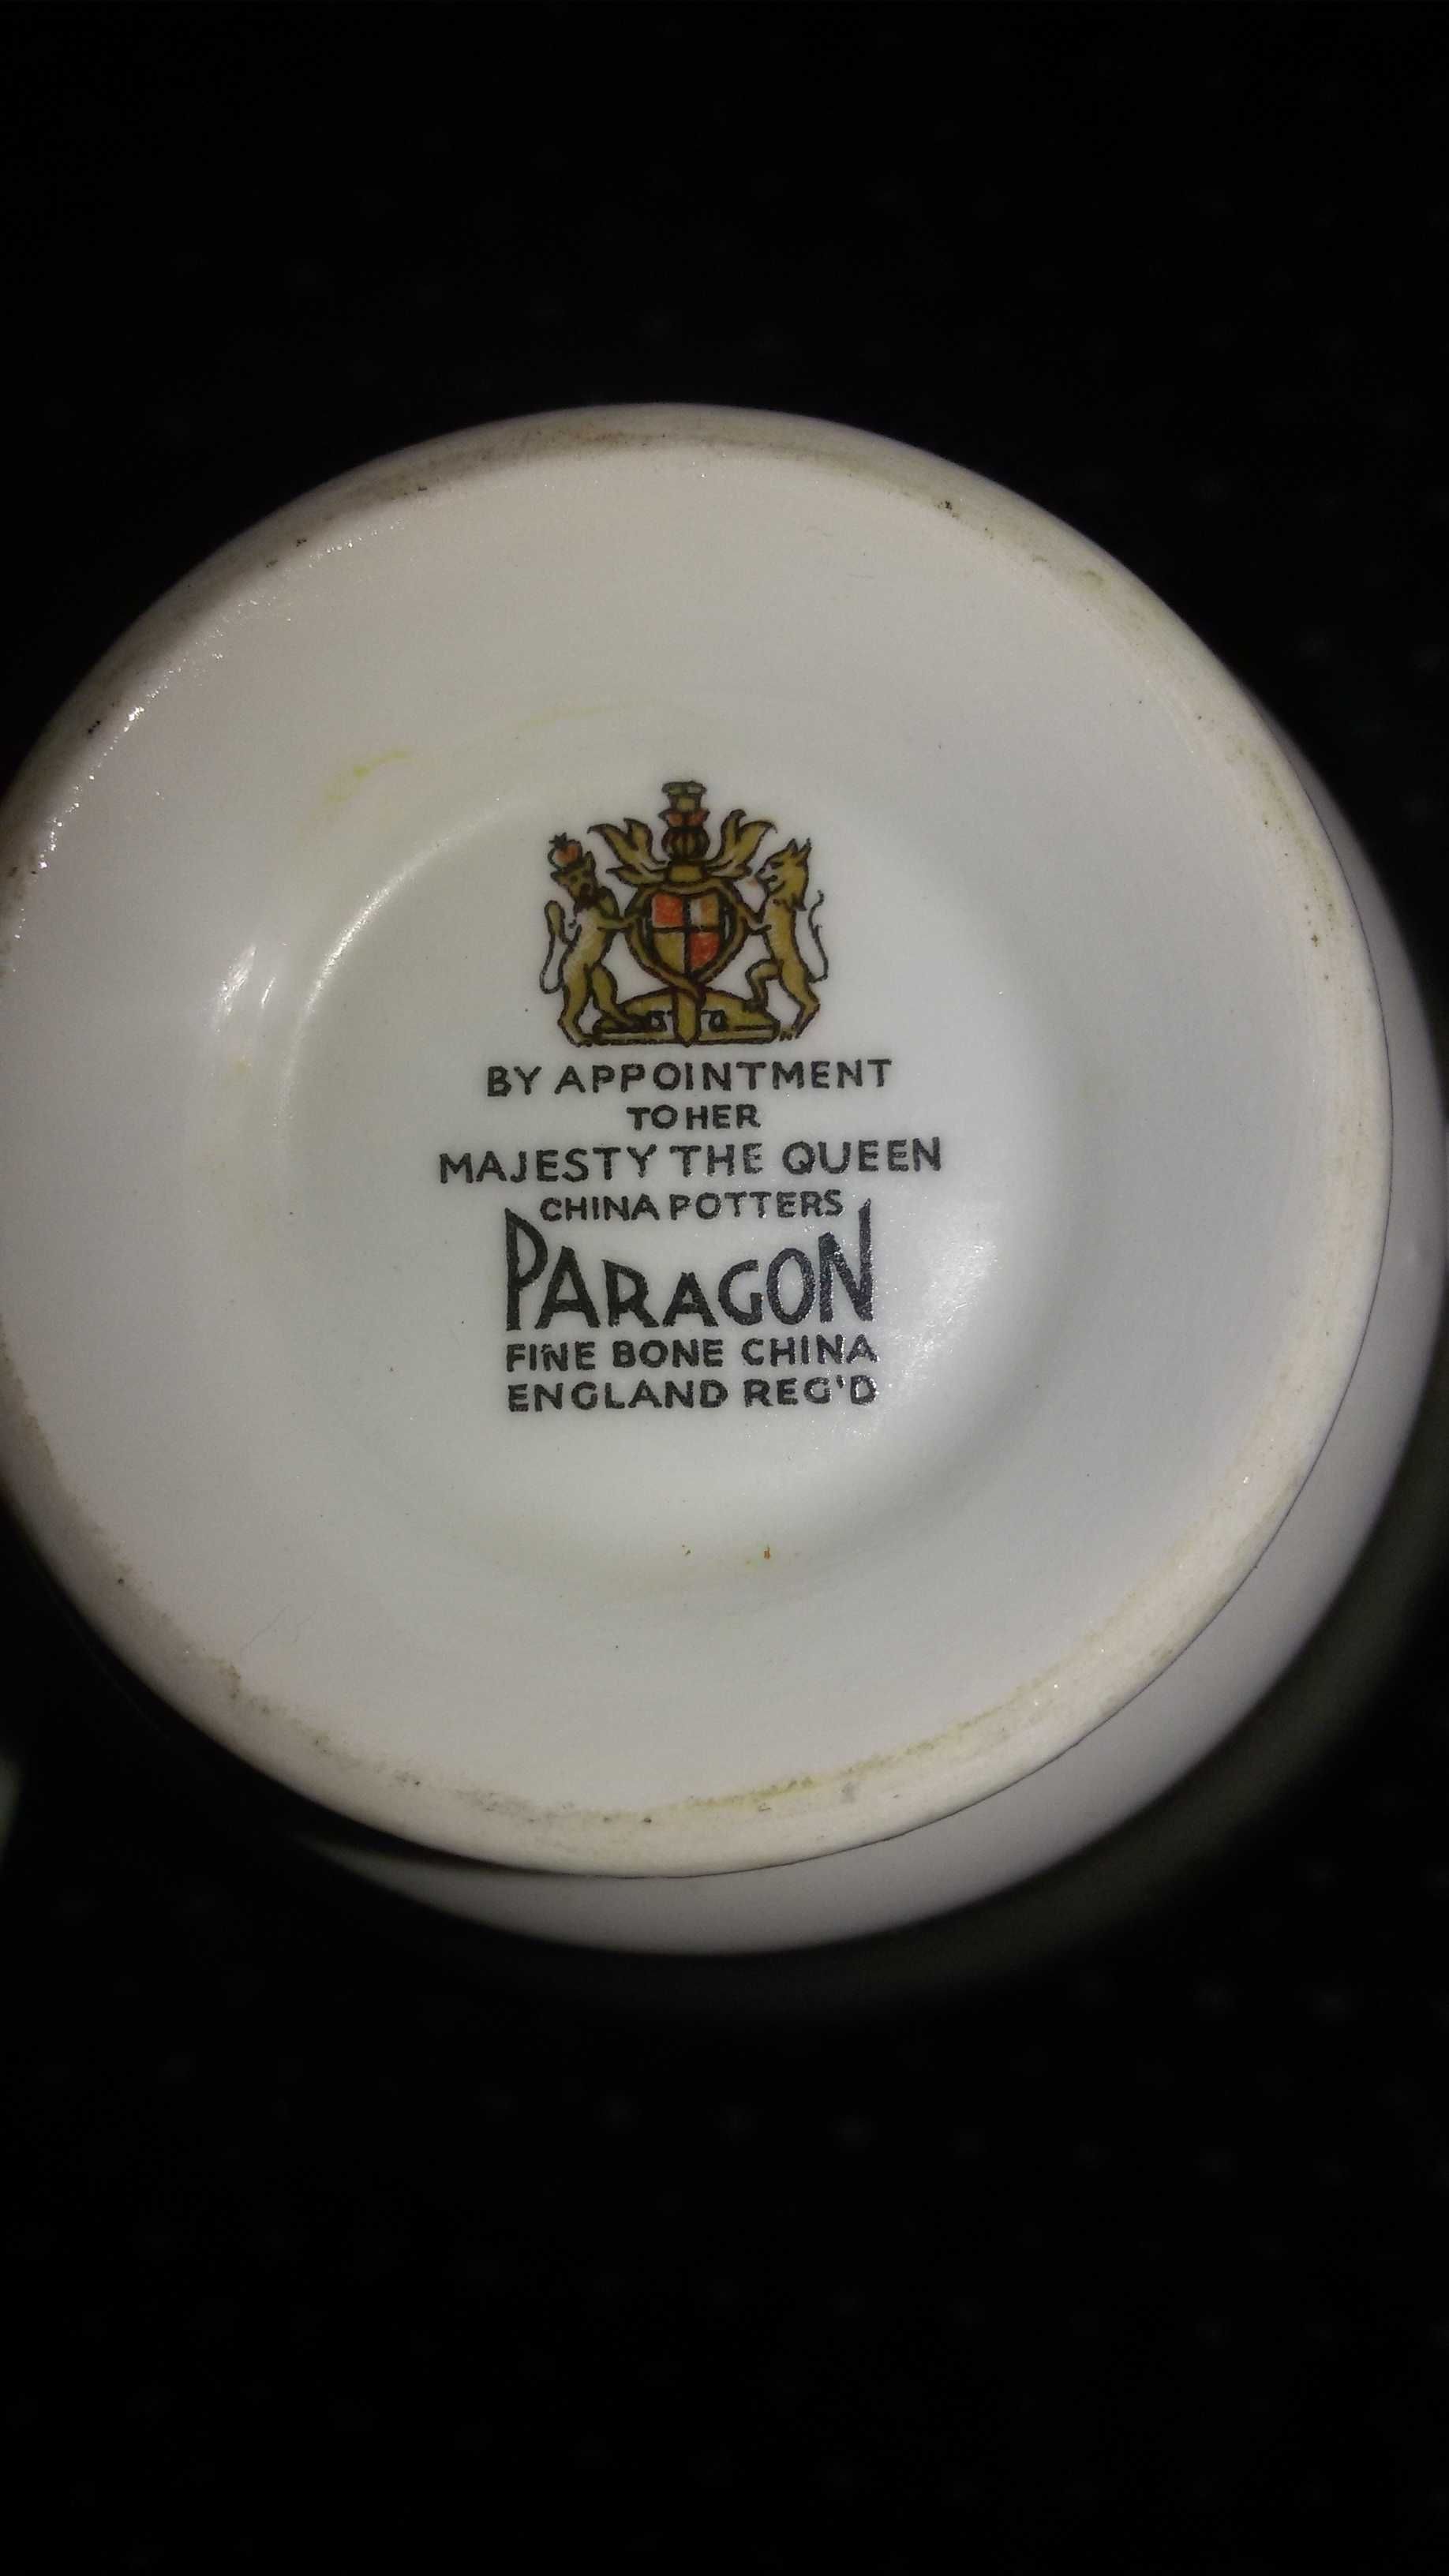 BY APPOINTMENT
TO HER
MAJESTY THE QUEEN
CHINA POTTERS
PARAGON
FINE BONE CHINA
ENGLAND REG'D